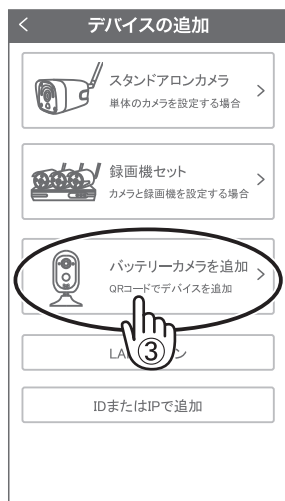 デバイスの追加
スタンドアロンカメラ
単体のカメラを設定する場合
録画機セット
カメラと録画機を設定する場合
バッテリーカメラを追加
QRコードでデバイスを追加
③
IDまたはIPで追加